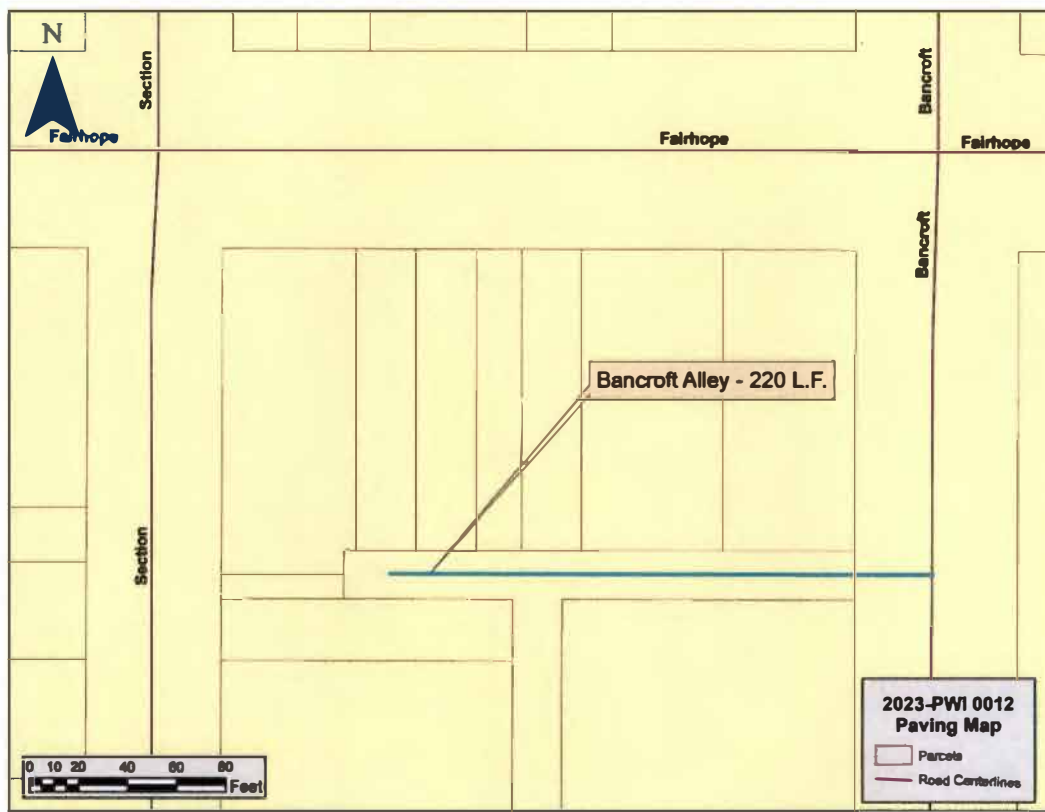 N
Section
Bancroft
Fairhope
Fairhope
Fairhope
Bancroft
Bancroft Alley - 220 L.F.
Section
2023-PWI 0012
Paving Map
Parcels
Road Centerlines
0 10 20 40 60 80
Feet